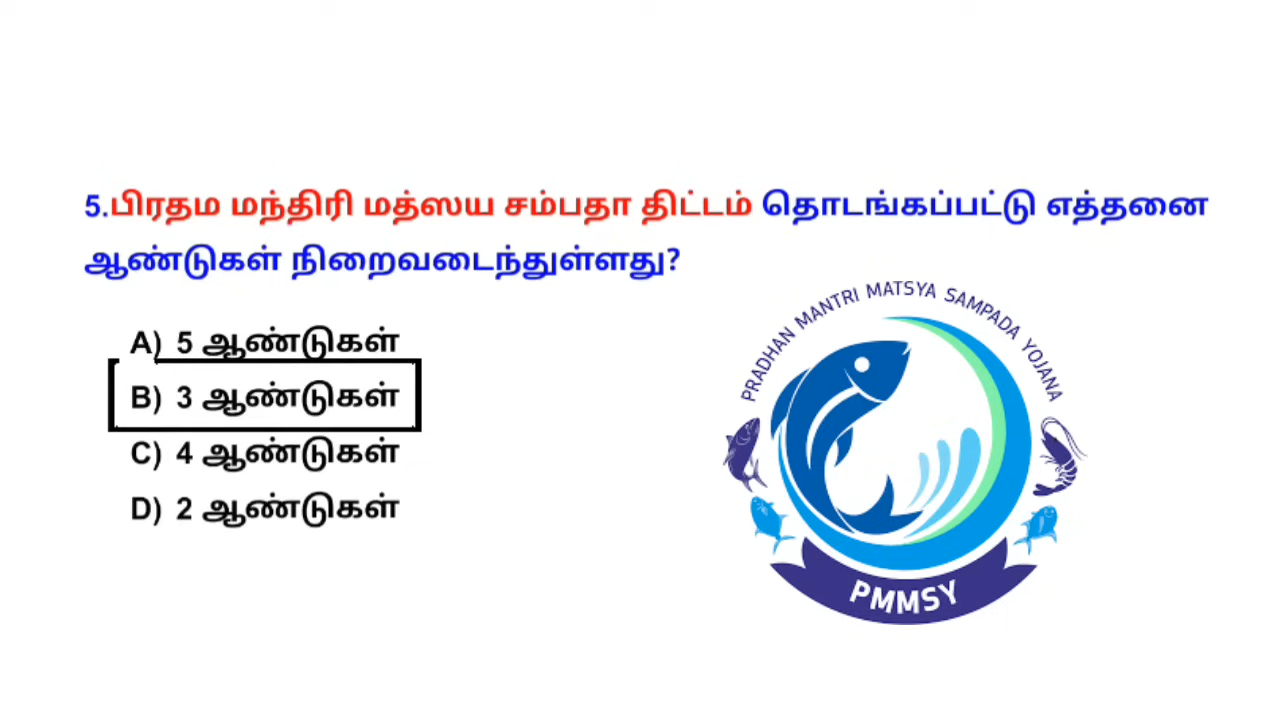 5.பிரதம மந்திரி மத்ஸய சம்பதா திட்டம் தொடங்கப்பட்டு எத்தனை
ஆண்டுகள் நிறைவடைந்துள்ளது?
A) 5 ஆண்டுகள்
B) 3 ஆண்டுகள்
C) 4 ஆண்டுகள்
D) 2 ஆண்டுகள்
PRADHAN MANTRI MATSYA SAMPADA YOJANA
PMMSY